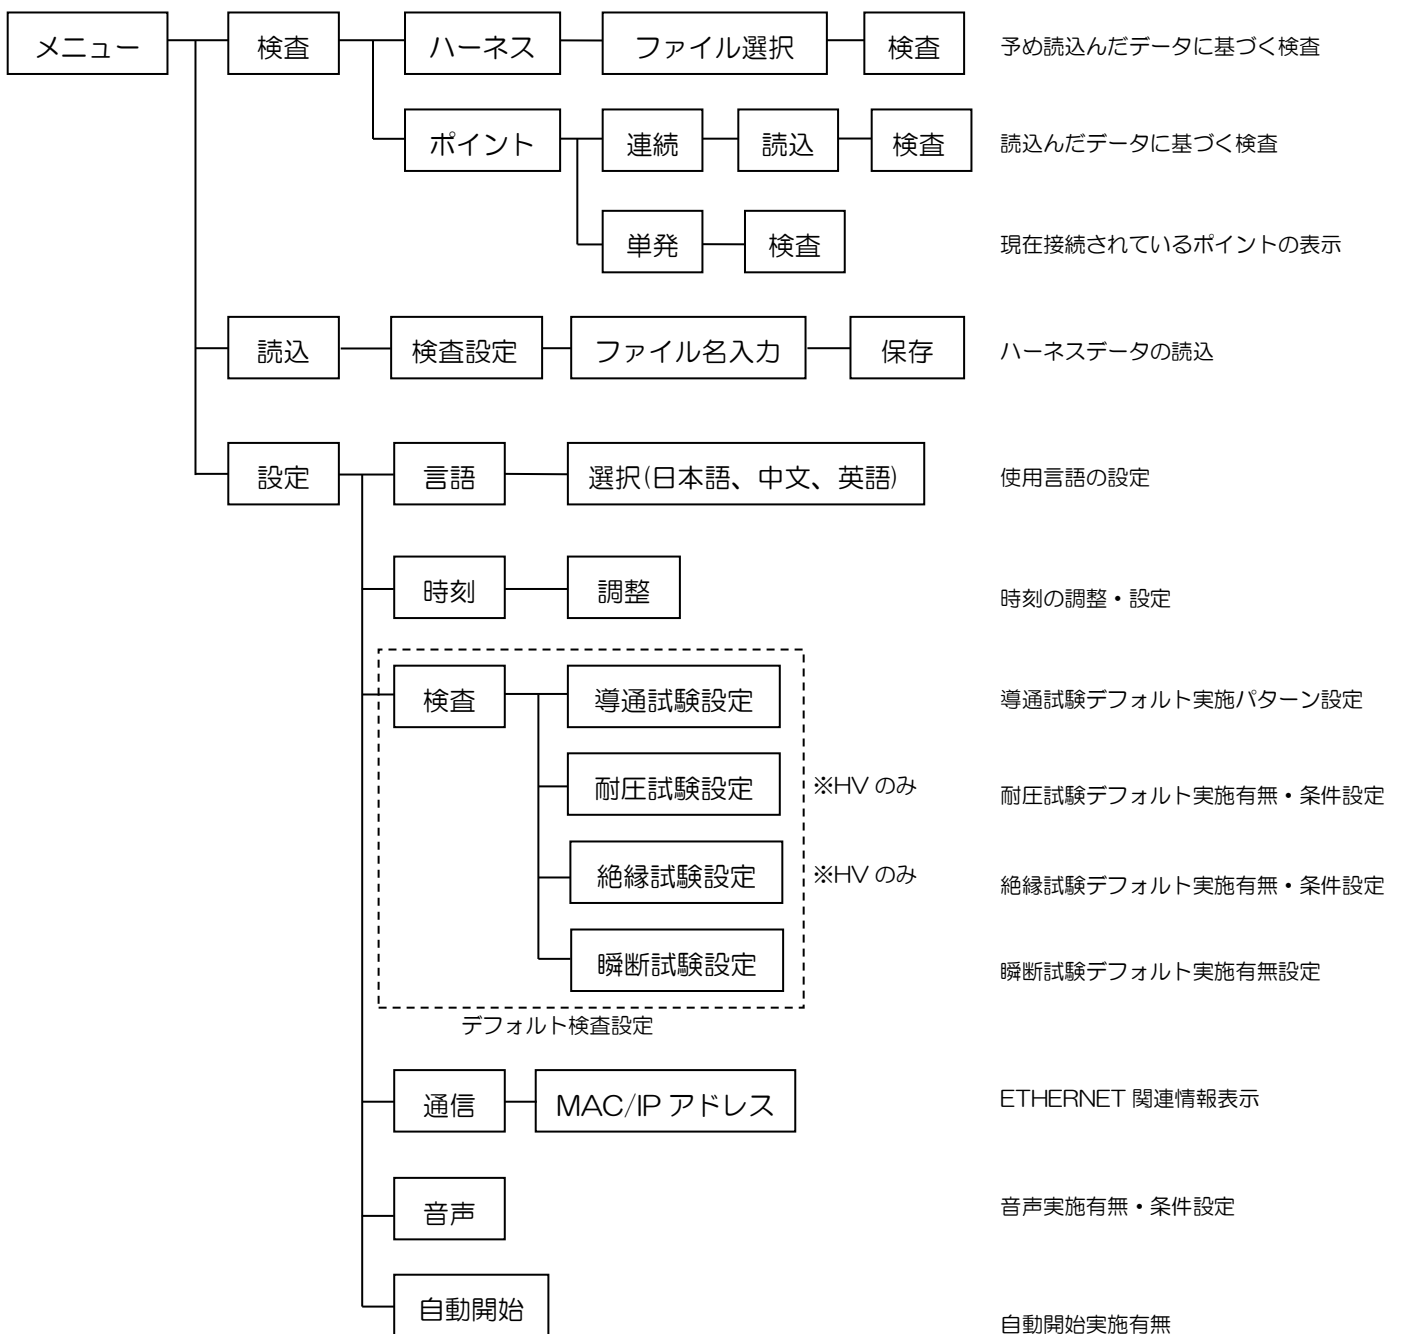 メニュー 検査 ハーネス ファイル選択 検査 予め読込んだデータに基づく検査
ポイント 連続 読込 検査 読込んだデータに基づく検査
単発 検査 現在接続されているポイントの表示
読込 検査設定 ファイル名入力 保存 ハーネスデータの読込
設定 言語 選択(日本語、中文、英語) 使用言語の設定
時刻 調整 時刻の調整・設定
検査 導通試験設定 導通試験デフォルト実施パターン設定
耐圧試験設定 ※HVのみ 耐圧試験デフォルト実施有無・条件設定
絶縁試験設定 ※HVのみ 絶縁試験デフォルト実施有無・条件設定
瞬断試験設定 瞬断試験デフォルト実施有無設定
デフォルト検査設定
通信 MAC/IPアドレス ETHERNET関連情報表示
音声 音声実施有無・条件設定
自動開始 自動開始実施有無